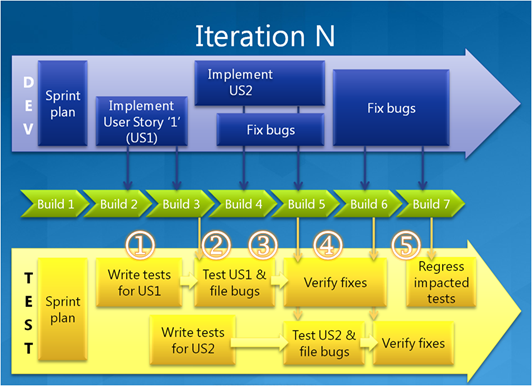 Iteration N
DEV
Sprint
plan
Implement
User Story '1'
(US1)
Implement
US2
Fix bugs
Fix bugs
Build 1
Build 2
Build 3
Build 4
Build 5
Build 6
Build 7
1
2
3
4
5
TEST
Sprint
plan
Write tests
for US1
Test US1 &
file bugs
Verify fixes
Regress
impacted
tests
Write tests
for US2
Test US2 &
file bugs
Verify fixes